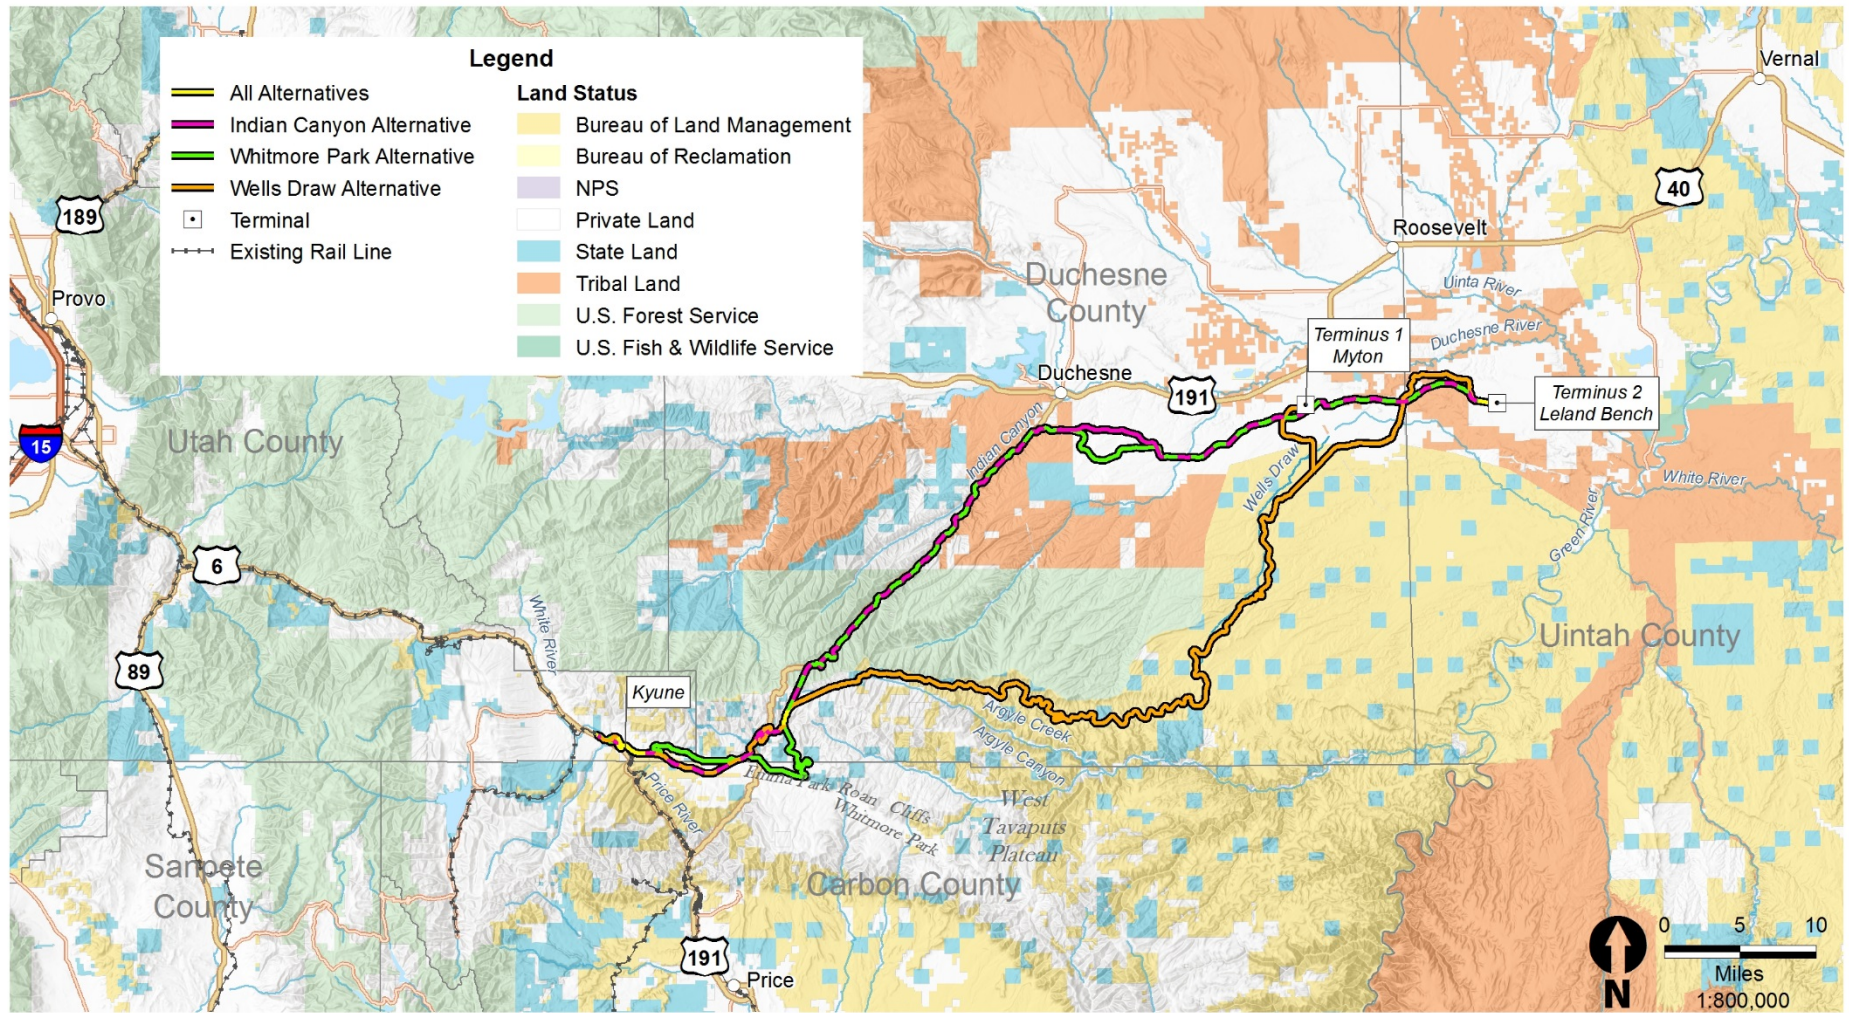 Legend
All Alternatives
Indian Canyon Alternative
Whitmore Park Alternative
Wells Draw Alternative
Terminal
Existing Rail Line
Land Status
Bureau of Land Management
Bureau of Reclamation
NPS
Private Land
State Land
Tribal Land
U.S. Forest Service
U.S. Fish & Wildlife Service
Vernal
189
40
Roosevelt
Duchesne
County
Uinta River
Provo
Terminus 1
Myton
Duchesne River
Duchesne
191
Terminus 2
Leland Bench
15
Utah County
Indian Canyon
Wells Draw
White River
Green River
6
White River
Uintah County
89
Kyune
Argyle Creek
Argyle Canyon
Price River
Emma Park
Roan Cliffs
Whitmore Park
West
Tavaputs
Plateau
Sanpete
County
Carbon County
191
Price
N
0 5 10
Miles
1:800,000